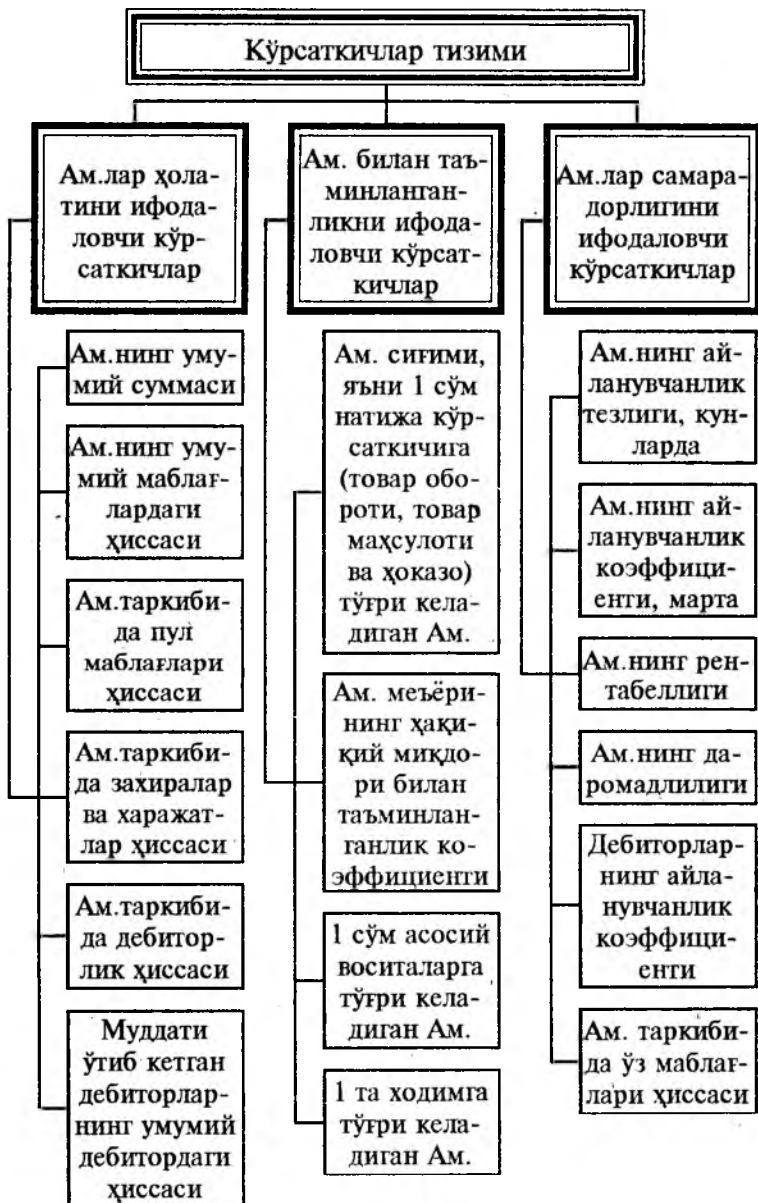 Кўрсаткичлар тизими
Ам.лар ҳола-
тини ифода-
ловчи кўр-
саткичлар
Ам.нинг уму-
мий суммаси
Ам.нинг уму-
мий маблағ-
лардаги
ҳиссаси
Ам.таркиби-
да пул
маблағлари
ҳиссаси
Ам.таркиби-
да захиралар
ва харажат-
лар ҳиссаси
Ам.таркиби-
да дебитор-
лик ҳиссаси
Муддати
ўтиб кетган
дебиторлар-
нинг умумий
дебитордаги
ҳиссаси
Ам. билан таъ-
минланган-
ликни ифода-
ловчи кўрсат-
кичлар
Ам. сиғими,
яъни 1 сўм
натижа кўр-
саткичига
(товар обо-
роти, товар
маҳсулоти
ва ҳоказо)
тўғри кела-
диган Ам.
Ам. меъёри-
нинг ҳақи-
қий миқдо-
ри билан
таъминлан-
ганлик ко-
эффициенти
1 сўм асосий
воситаларга
тўғри кела-
диган Ам.
1 та ходимга
тўғри кела-
диган Ам.
Ам.лар самара-
дорлигини
ифодаловчи
кўрсаткичлар
Ам.нинг ай-
ланувчанлик
тезлиги, кун-
ларда
Ам.нинг ай-
ланувчанлик
коэффици-
енти, марта
Ам.нинг рен-
табеллиги
Ам.нинг да-
ромадлилиги
Дебиторлар-
нинг айла-
нувчанлик
коэффици-
енти
Ам. таркиби-
да ўз маблағ-
лари ҳиссаси